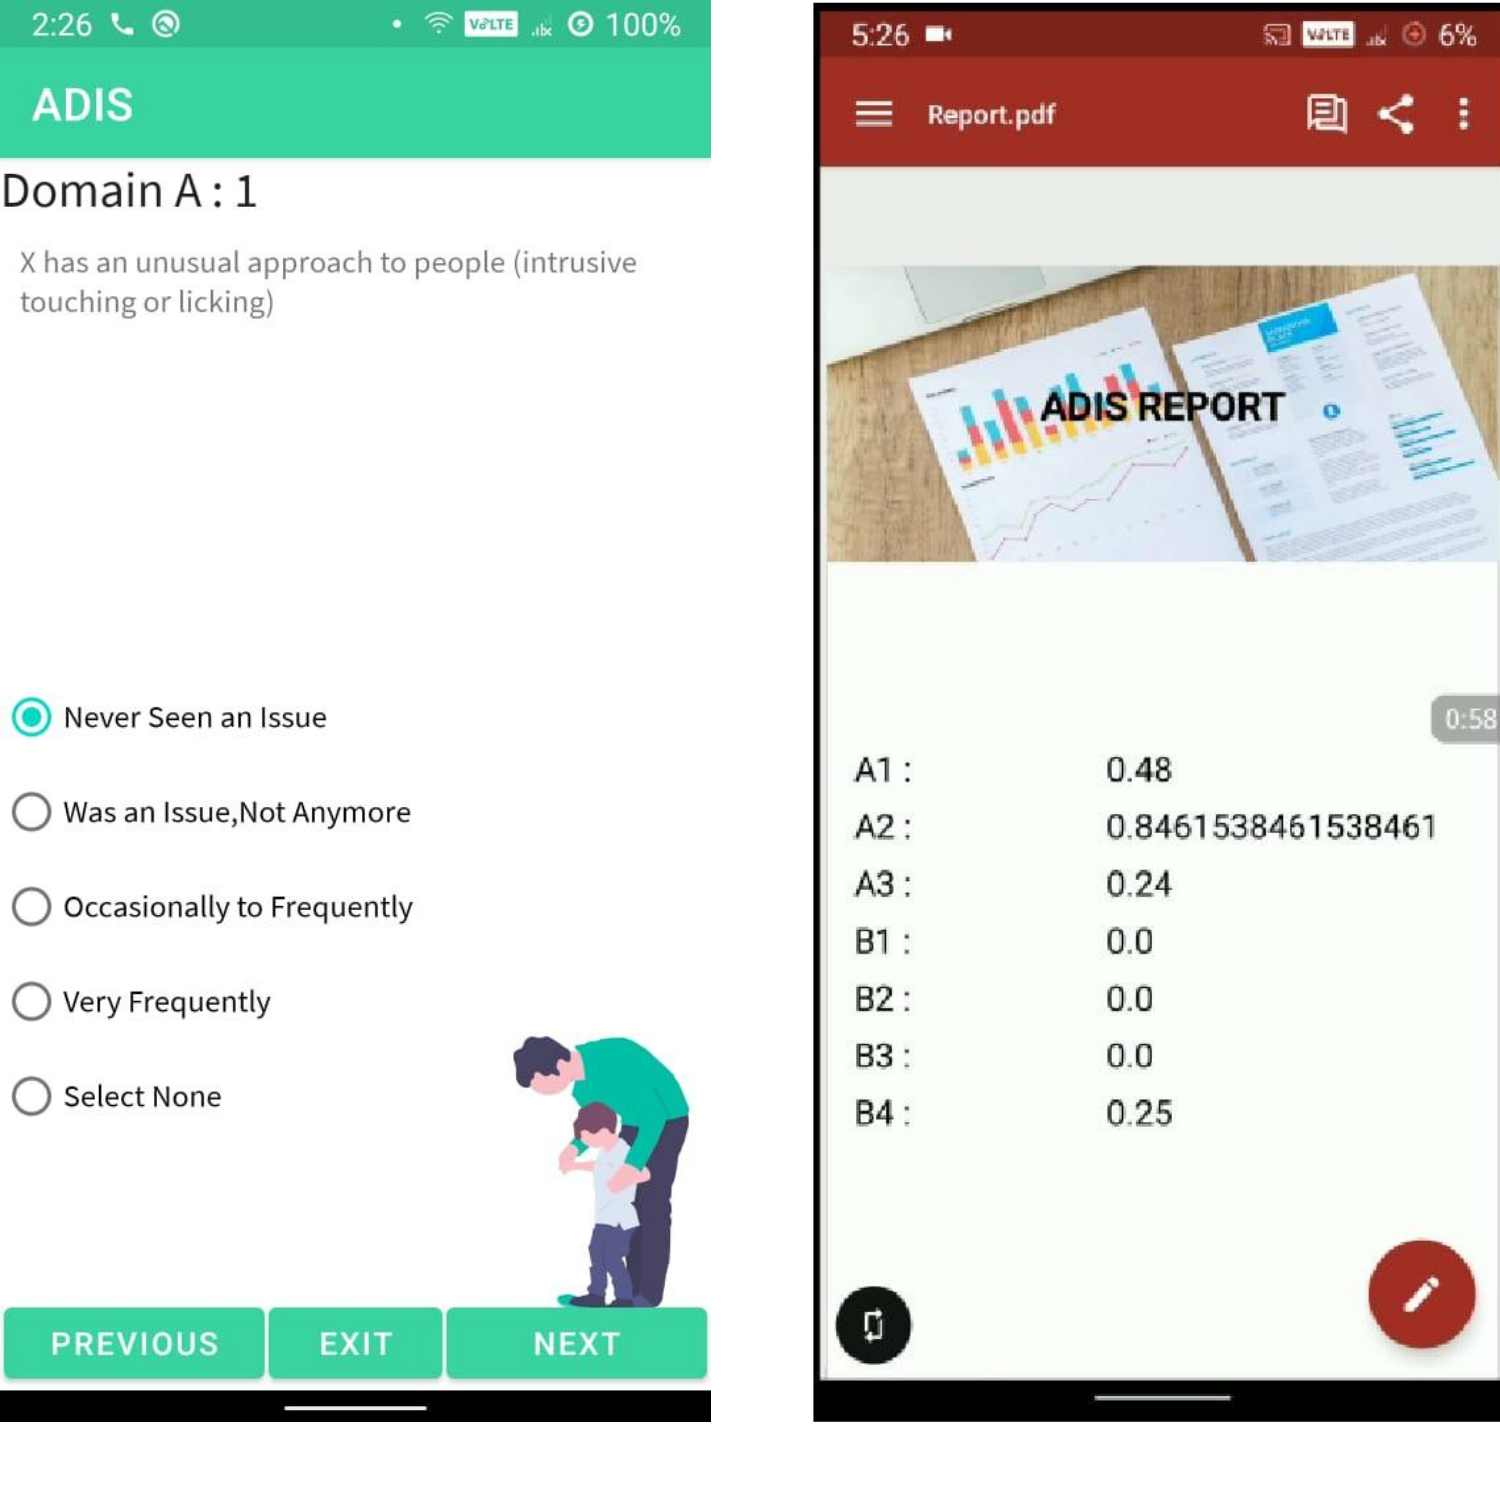 2:26 VoLTE 100%
ADIS
Domain A : 1
X has an unusual approach to people (intrusive
touching or licking)
Never Seen an Issue
Was an Issue,Not Anymore
Occasionally to Frequently
Very Frequently
Select None
PREVIOUS EXIT NEXT
5:26 VoLTE 6%
Report.pdf
ADIS REPORT
0:58
A1 : 0.48
A2 : 0.8461538461538461
A3 : 0.24
B1 : 0.0
B2 : 0.0
B3 : 0.0
B4 : 0.25